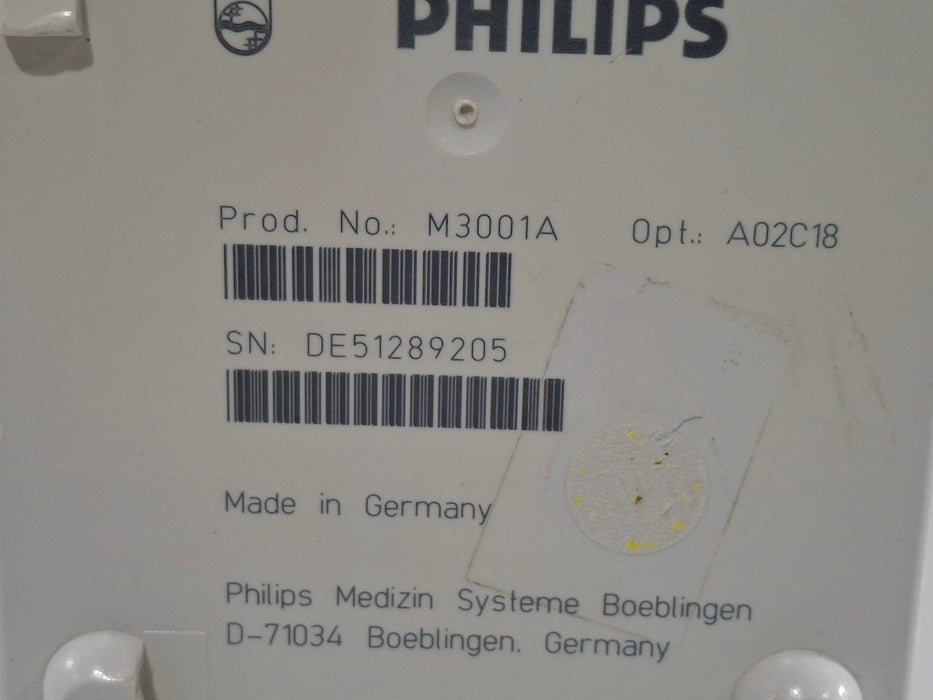 PHILIPS
Prod. No.: M3001A Opt.: A02C18
SN: DE51289205
Made in Germany
Philips Medizin Systeme Boeblingen
D-71034 Boeblingen, Germany